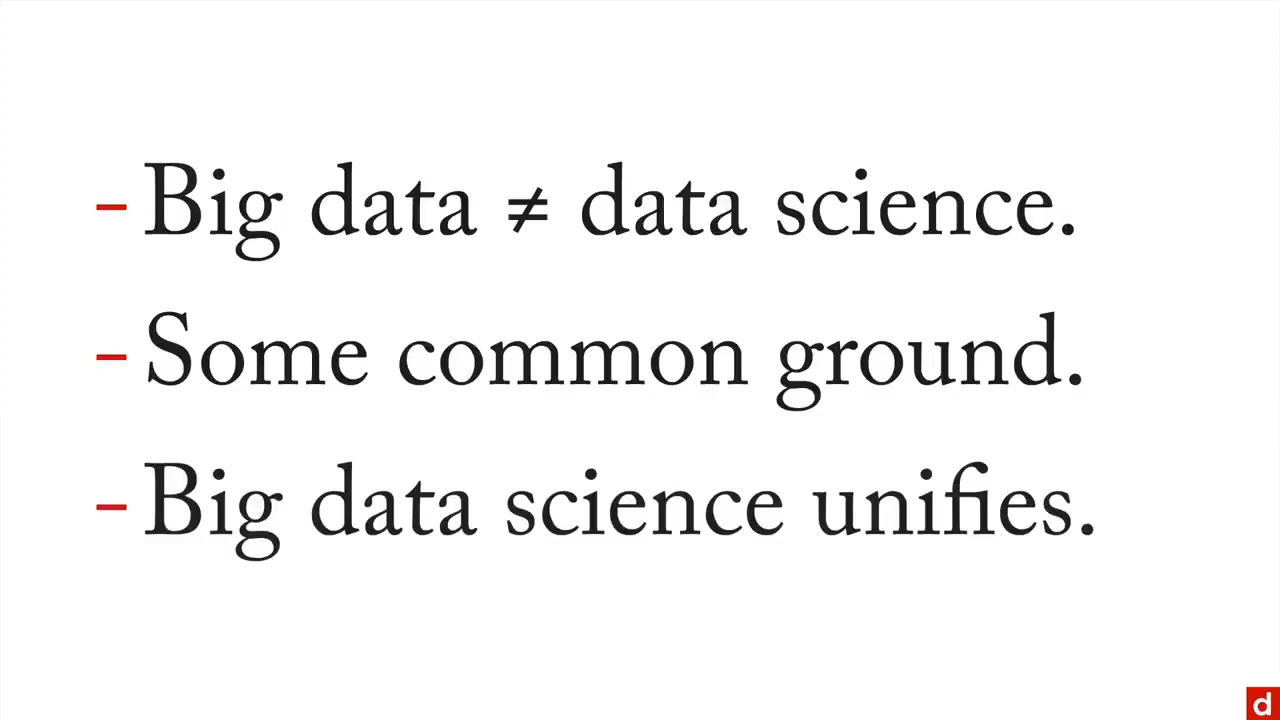 - Big data ≠ data science.
- Some common ground.
- Big data science unifies.
d